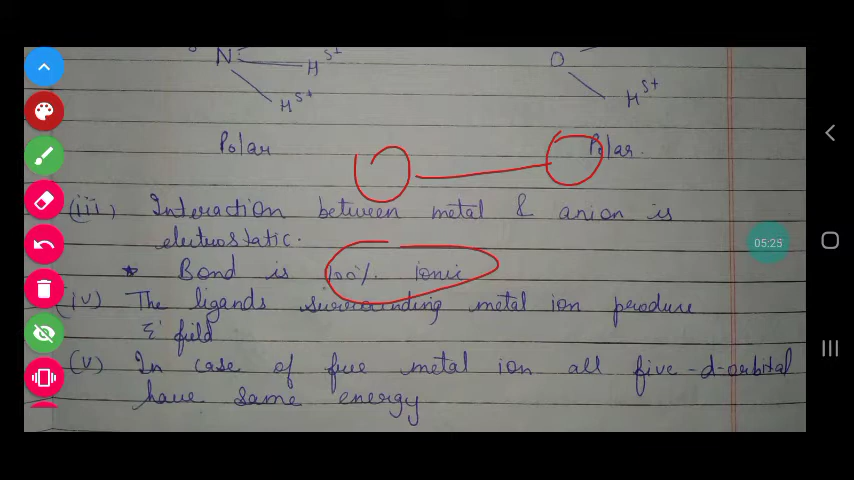 N
H δ+
H δ+
O
H δ+
Polar
Polar.
(iii) Interaction between metal & anion is
electrostatic.
* Bond is 100% ionic
(iv) The ligands surrounding metal ion produre
field
(v) In case of free metal ion all five-d-orbital
have same energy
05:25